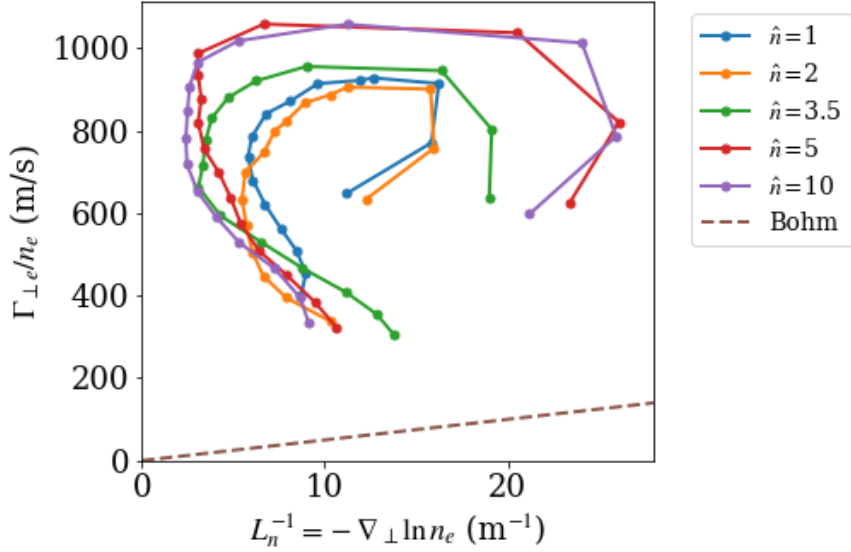 1000
800
600
400
200
0
0 10 20
Γ⊥e/ne (m/s)
Ln⁻¹ = − ∇⊥ ln ne (m⁻¹)
n̂=1
n̂=2
n̂=3.5
n̂=5
n̂=10
Bohm